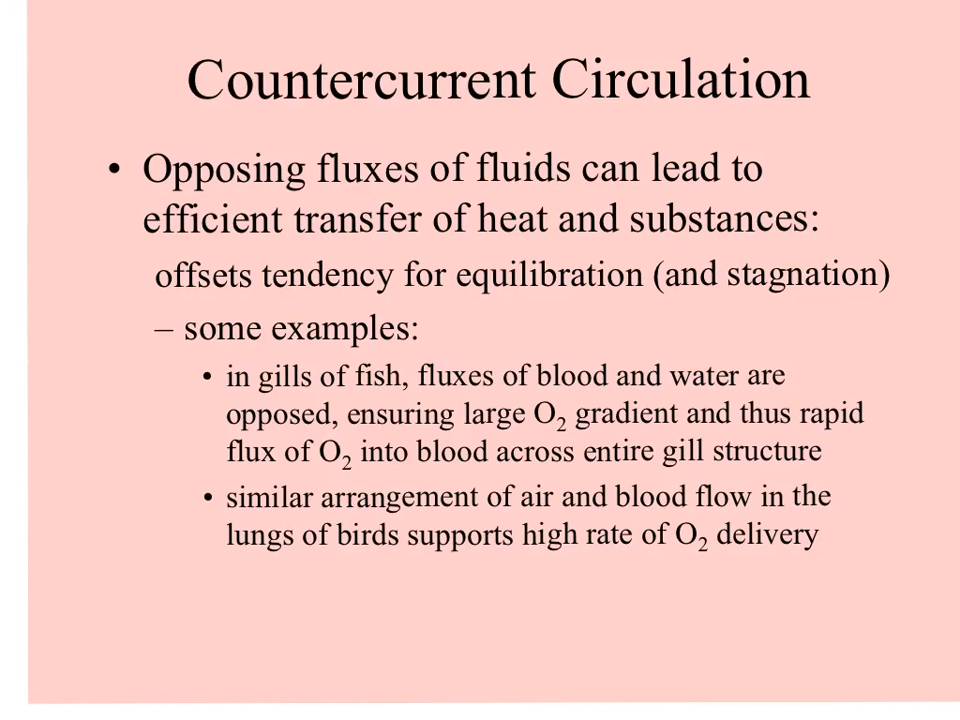 Countercurrent Circulation
• Opposing fluxes of fluids can lead to
efficient transfer of heat and substances:
offsets tendency for equilibration (and stagnation)
– some examples:
• in gills of fish, fluxes of blood and water are
opposed, ensuring large O₂ gradient and thus rapid
flux of O₂ into blood across entire gill structure
• similar arrangement of air and blood flow in the
lungs of birds supports high rate of O₂ delivery